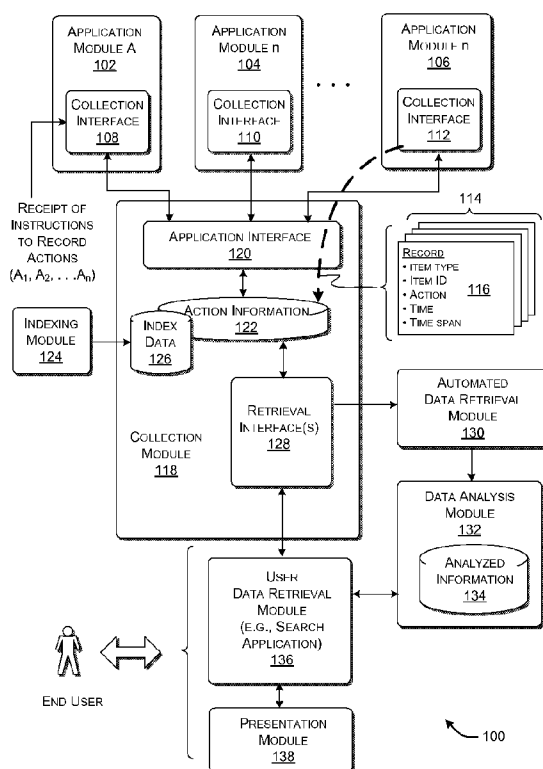 APPLICATION
MODULE A
102
COLLECTION
INTERFACE
108
APPLICATION
MODULE n
104
COLLECTION
INTERFACE
110
. . .
APPLICATION
MODULE n
106
COLLECTION
INTERFACE
112
RECEIPT OF
INSTRUCTIONS
TO RECORD
ACTIONS
(A1, A2, . . .An)
APPLICATION INTERFACE
120
114
RECORD
• ITEM TYPE
• ITEM ID
• ACTION
• TIME
• TIME SPAN
116
ACTION INFORMATION
122
INDEX
DATA
126
INDEXING
MODULE
124
RETRIEVAL
INTERFACE(S)
128
COLLECTION
MODULE
118
AUTOMATED
DATA RETRIEVAL
MODULE
130
DATA ANALYSIS
MODULE
132
ANALYZED
INFORMATION
134
USER
DATA RETRIEVAL
MODULE
(E.G., SEARCH
APPLICATION)
136
END USER
PRESENTATION
MODULE
138
100